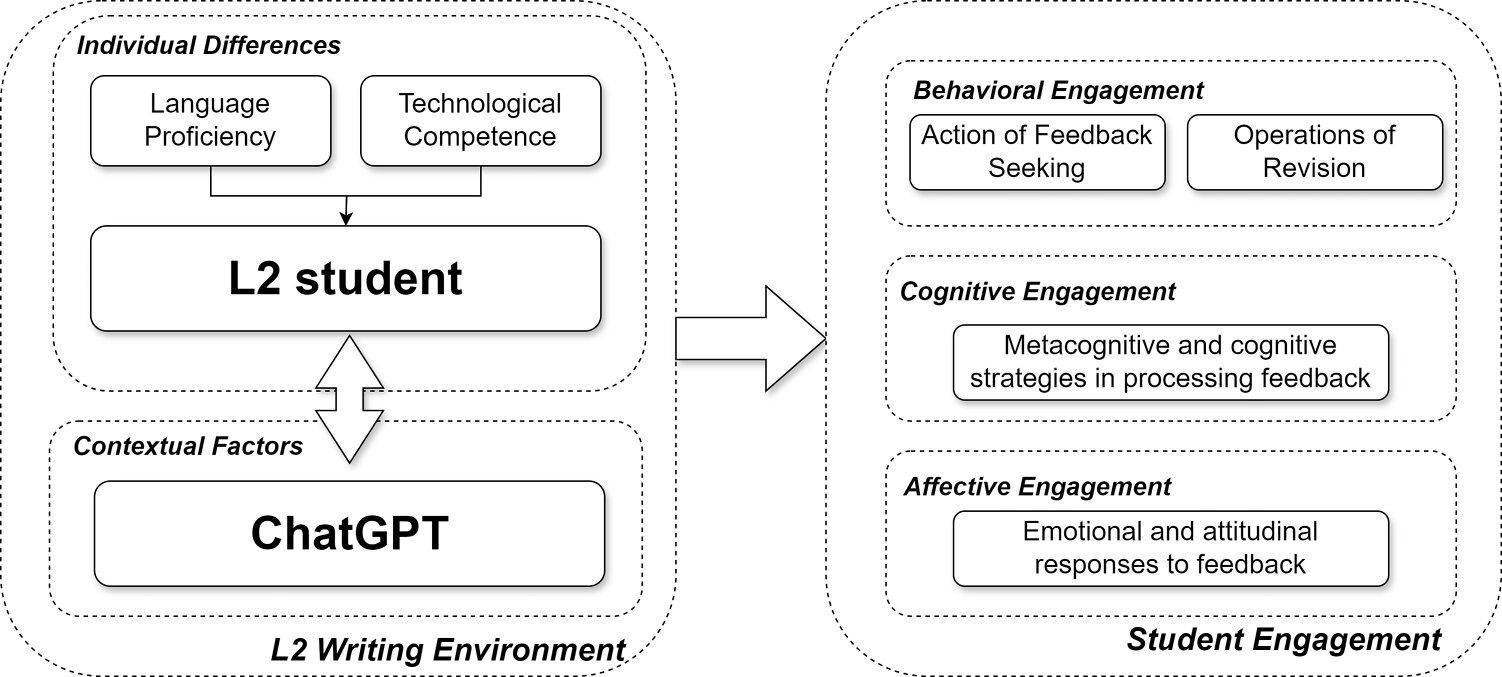 Individual Differences
Language
Proficiency
Technological
Competence
L2 student
Contextual Factors
ChatGPT
L2 Writing Environment
Behavioral Engagement
Action of Feedback
Seeking
Operations of
Revision
Cognitive Engagement
Metacognitive and cognitive
strategies in processing feedback
Affective Engagement
Emotional and attitudinal
responses to feedback
Student Engagement